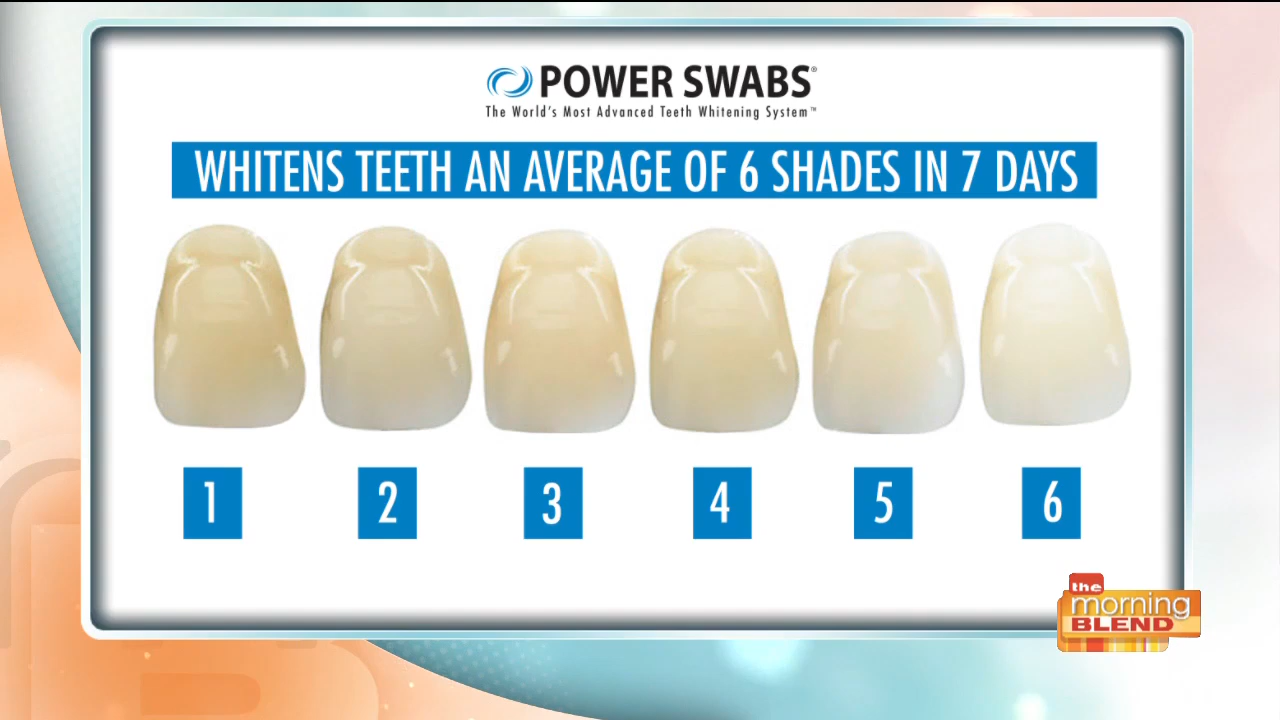 POWER SWABS®
The World's Most Advanced Teeth Whitening System™
WHITENS TEETH AN AVERAGE OF 6 SHADES IN 7 DAYS
1 2 3 4 5 6
the
morning
BLEND